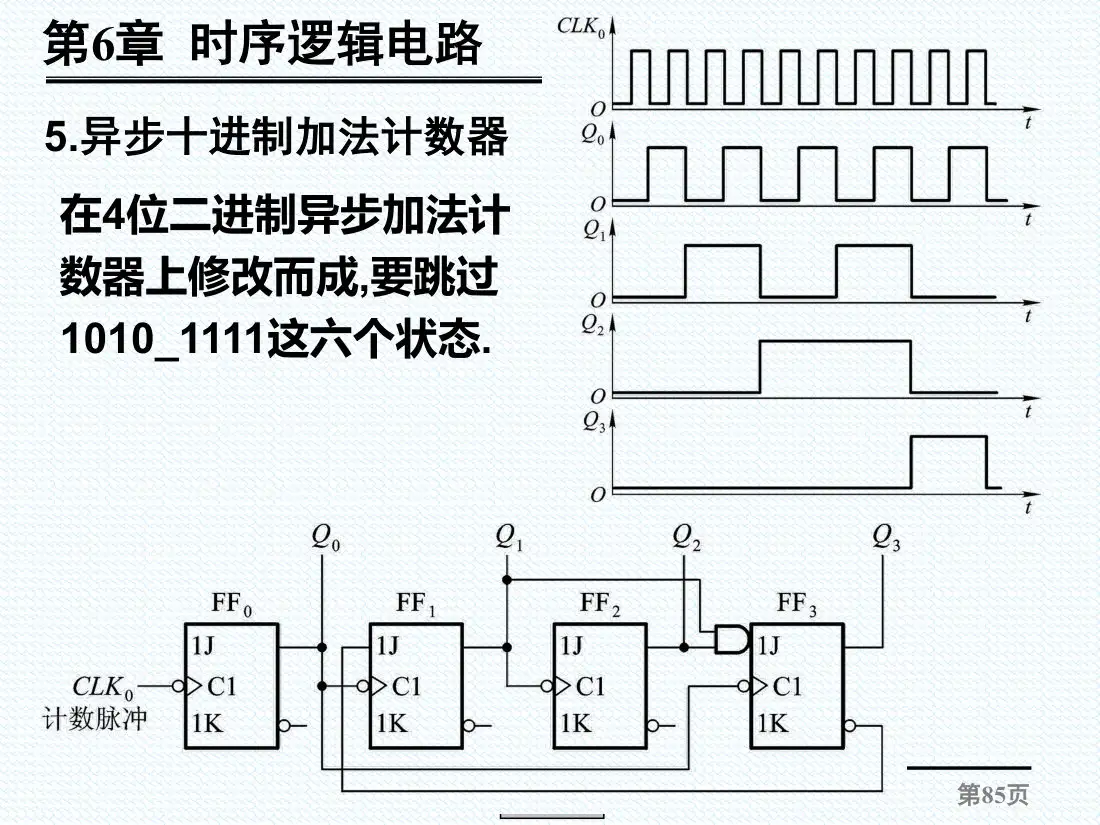 第6章 时序逻辑电路
5.异步十进制加法计数器
在4位二进制异步加法计
数器上修改而成,要跳过
1010_1111这六个状态.
CLK0
O
t
Q0
O
t
Q1
O
t
Q2
O
t
Q3
O
t
Q0 Q1 Q2 Q3
FF0 FF1 FF2 FF3
1J 1J 1J 1J
CLK0 C1 C1 C1 C1
计数脉冲 1K 1K 1K 1K
第85页